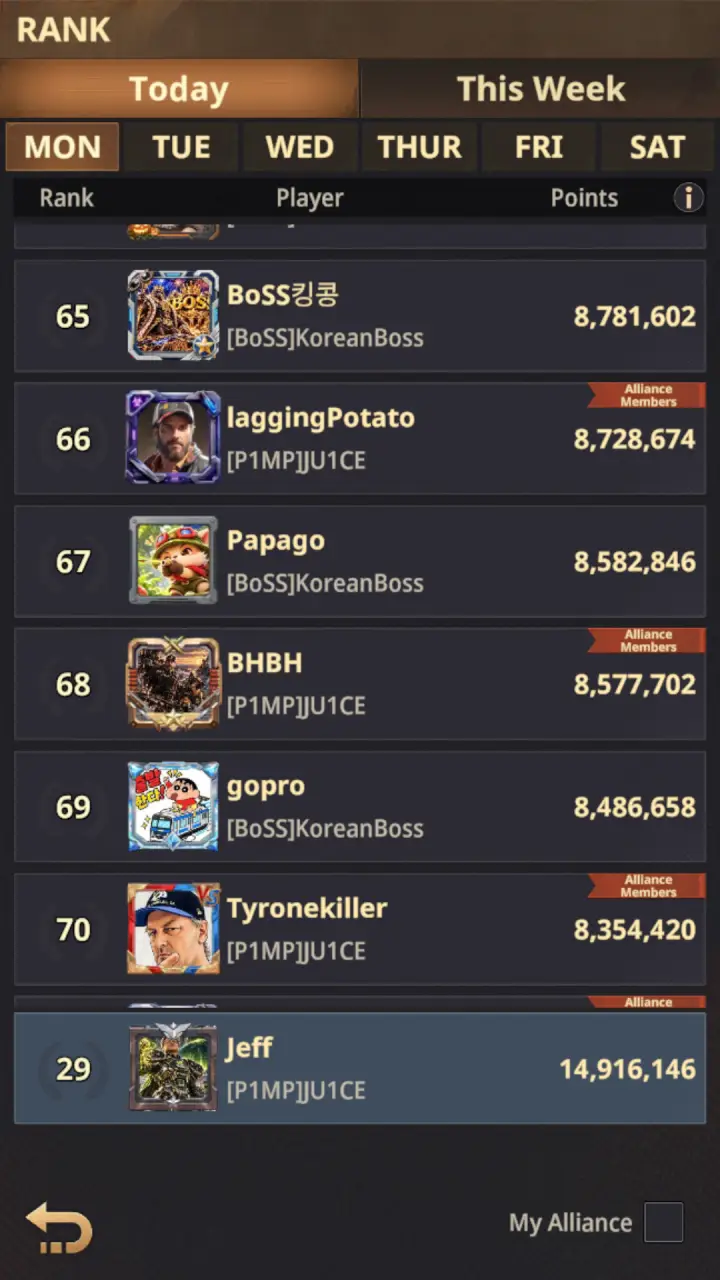 RANK
Today
This Week
MON
TUE
WED
THUR
FRI
SAT
Rank
Player
Points
65
BoSS킹콩
[BoSS]KoreanBoss
8,781,602
Alliance
Members
66
laggingPotato
[P1MP]JU1CE
8,728,674
67
Papago
[BoSS]KoreanBoss
8,582,846
Alliance
Members
68
BHBH
[P1MP]JU1CE
8,577,702
69
gopro
[BoSS]KoreanBoss
8,486,658
Alliance
Members
70
Tyronekiller
[P1MP]JU1CE
8,354,420
Alliance
29
Jeff
[P1MP]JU1CE
14,916,146
My Alliance